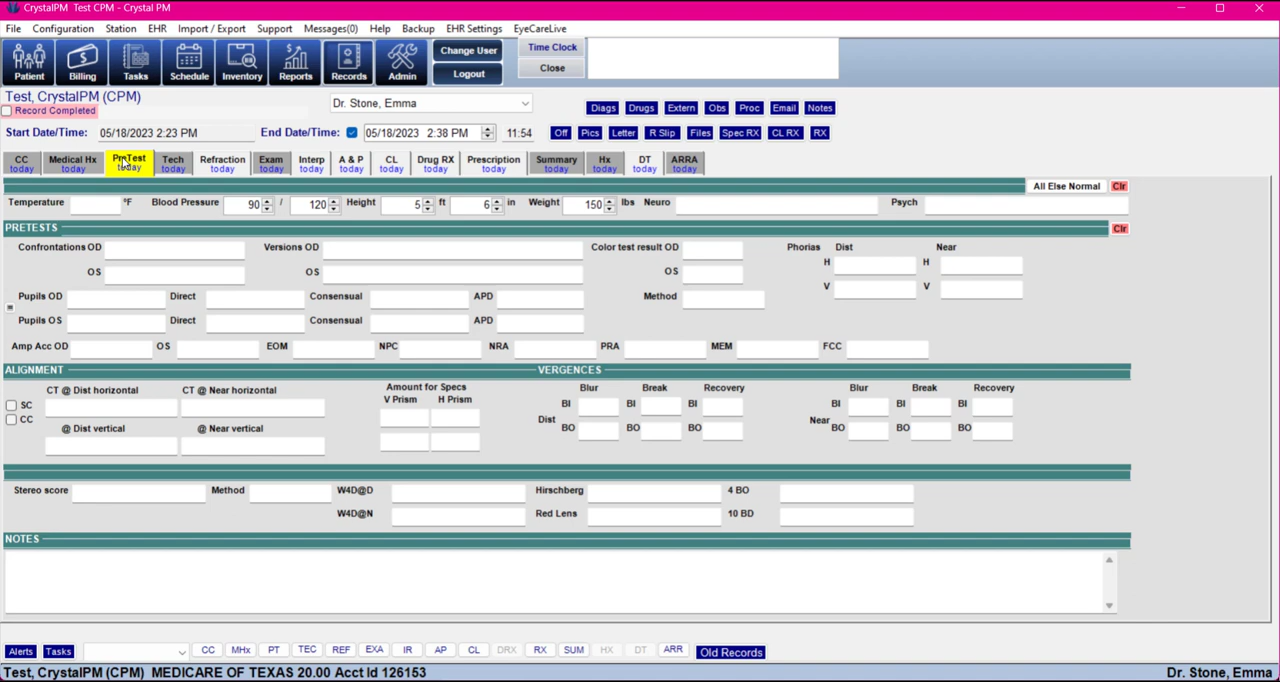 CrystalPM Test CPM - Crystal PM
File Configuration Station EHR Import / Export Support Messages(0) Help Backup EHR Settings EyeCareLive
Patient Billing Tasks Schedule Inventory Reports Records Admin Change User Time Clock
Logout Close
Test, CrystalPM (CPM)
Record Completed Dr. Stone, Emma Diags Drugs Extern Obs Proc Email Notes
Start Date/Time: 05/18/2023 2:23 PM End Date/Time: 05/18/2023 2:38 PM 11:54 Off Pics Letter R Slip Files Spec RX CL RX RX
CC Medical Hx PreTest Tech Refraction Exam Interp A & P CL Drug RX Prescription Summary Hx DT ARRA
today today today today today today today today today today today today today today today
All Else Normal Clr
Temperature °F Blood Pressure 90 / 120 Height 5 ft 6 in Weight 150 lbs Neuro Psych
PRETESTS Clr
Confrontations OD Versions OD Color test result OD Phorias Dist Near
OS OS OS H H
V V
Pupils OD Direct Consensual APD Method
Pupils OS Direct Consensual APD
Amp Acc OD OS EOM NPC NRA PRA MEM FCC
ALIGNMENT VERGENCES
CT @ Dist horizontal CT @ Near horizontal Amount for Specs Blur Break Recovery Blur Break Recovery
V Prism H Prism
SC BI BI BI BI BI BI
CC Dist Near
@ Dist vertical @ Near vertical BO BO BO BO BO BO
Stereo score Method W4D@D Hirschberg 4 BO
W4D@N Red Lens 10 BD
NOTES
Alerts Tasks CC MHx PT TEC REF EXA IR AP CL DRX RX SUM HX DT ARR Old Records
Test, CrystalPM (CPM) MEDICARE OF TEXAS 20.00 Acct Id 126153 Dr. Stone, Emma